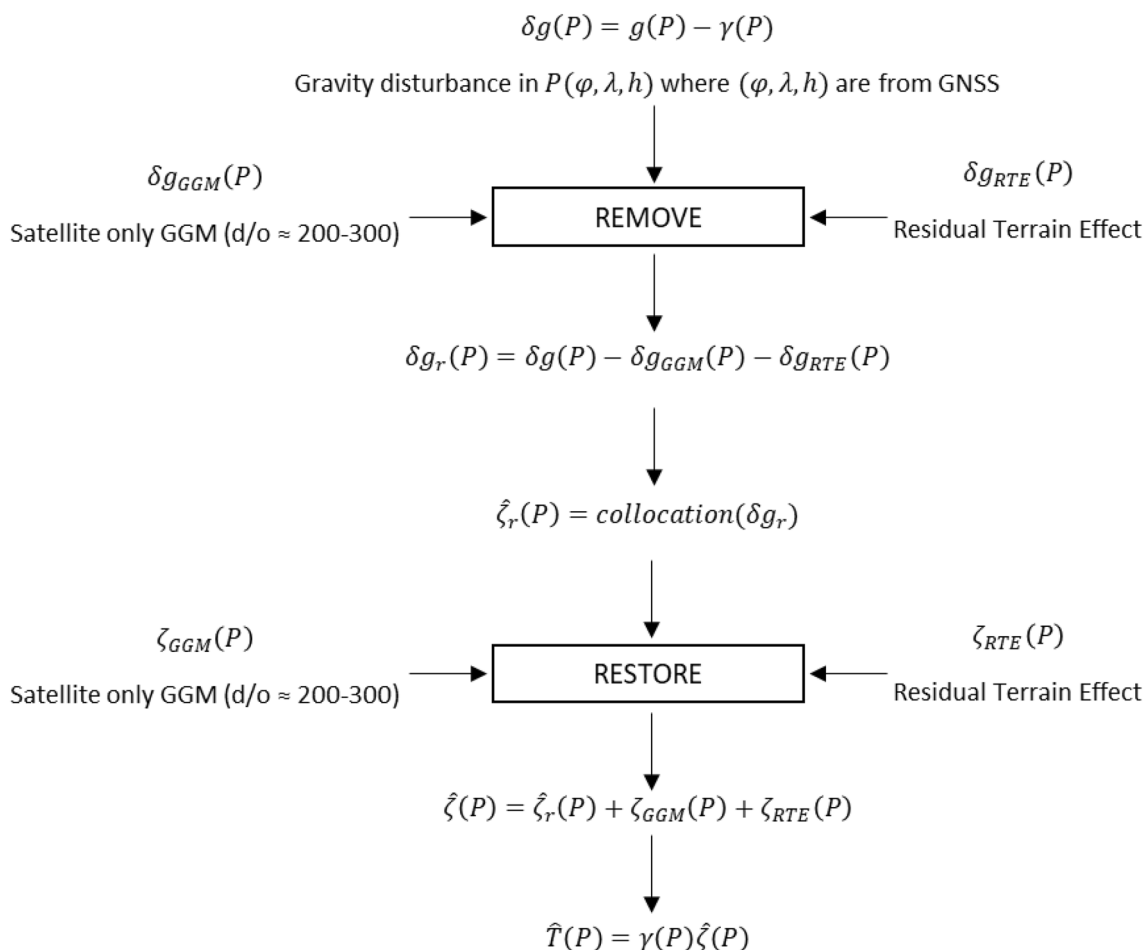 δg(P) = g(P) − γ(P)
Gravity disturbance in P(φ, λ, h) where (φ, λ, h) are from GNSS
δg_GGM(P)
Satellite only GGM (d/o ≈ 200-300)
REMOVE
δg_RTE(P)
Residual Terrain Effect
δg_r(P) = δg(P) − δg_GGM(P) − δg_RTE(P)
ζ̂_r(P) = collocation(δg_r)
ζ_GGM(P)
Satellite only GGM (d/o ≈ 200-300)
RESTORE
ζ_RTE(P)
Residual Terrain Effect
ζ̂(P) = ζ̂_r(P) + ζ_GGM(P) + ζ_RTE(P)
T̂(P) = γ(P)ζ̂(P)